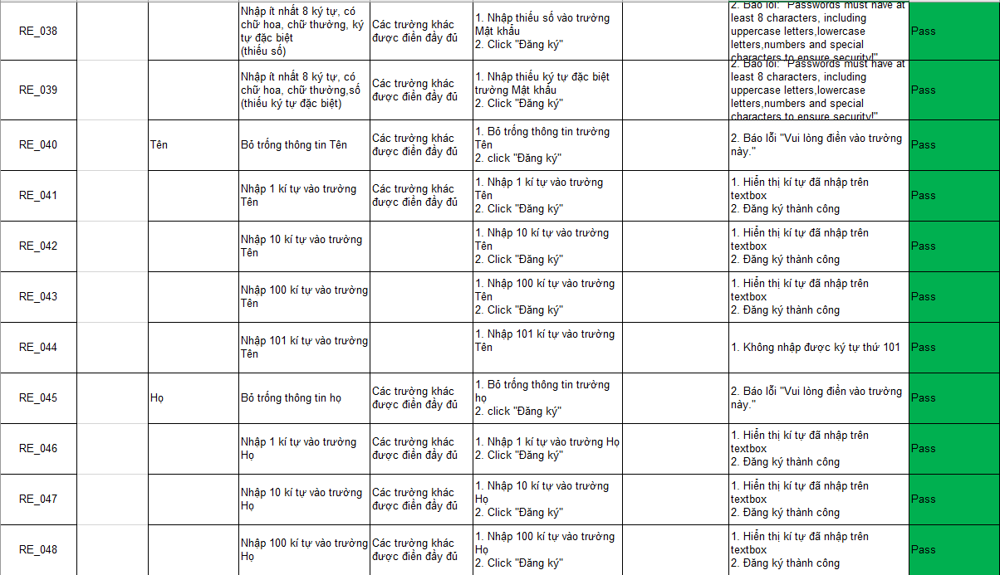 RE_038
Nhập ít nhất 8 ký tự, có
chữ hoa, chữ thường, ký
tự đặc biệt
(thiếu số)
Các trường khác
được điền đầy đủ
1. Nhập thiếu số vào trường
Mật khẩu
2. Click "Đăng ký"
2. Báo lỗi: "Passwords must have at
least 8 characters, including
uppercase letters,lowercase
letters,numbers and special
characters to ensure security!"
Pass
RE_039
Nhập ít nhất 8 ký tự, có
chữ hoa, chữ thường,số
(thiếu ký tự đặc biệt)
Các trường khác
được điền đầy đủ
1. Nhập thiếu ký tự đặc biệt
trường Mật khẩu
2. Click "Đăng ký"
2. Báo lỗi: "Passwords must have at
least 8 characters, including
uppercase letters,lowercase
letters,numbers and special
characters to ensure security!"
Pass
RE_040
Tên
Bỏ trống thông tin Tên
Các trường khác
được điền đầy đủ
1. Bỏ trống thông tin trường
Tên
2. click "Đăng ký"
2. Báo lỗi "Vui lòng điền vào trường
này."
Pass
RE_041
Nhập 1 kí tự vào trường
Tên
Các trường khác
được điền đầy đủ
1. Nhập 1 kí tự vào trường
Tên
2. Click "Đăng ký"
1. Hiển thị kí tự đã nhập trên
textbox
2. Đăng ký thành công
Pass
RE_042
Nhập 10 kí tự vào trường
Tên
1. Nhập 10 kí tự vào trường
Tên
2. Click "Đăng ký"
1. Hiển thị kí tự đã nhập trên
textbox
2. Đăng ký thành công
Pass
RE_043
Nhập 100 kí tự vào trường
Tên
1. Nhập 100 kí tự vào trường
Tên
2. Click "Đăng ký"
1. Hiển thị kí tự đã nhập trên
textbox
2. Đăng ký thành công
Pass
RE_044
Nhập 101 kí tự vào trường
Tên
1. Nhập 101 kí tự vào trường
Tên
1. Không nhập được ký tự thứ 101
Pass
RE_045
Họ
Bỏ trống thông tin họ
Các trường khác
được điền đầy đủ
1. Bỏ trống thông tin trường
họ
2. click "Đăng ký"
2. Báo lỗi "Vui lòng điền vào trường
này."
Pass
RE_046
Nhập 1 kí tự vào trường
Họ
Các trường khác
được điền đầy đủ
1. Nhập 1 kí tự vào trường Họ
2. Click "Đăng ký"
1. Hiển thị kí tự đã nhập trên
textbox
2. Đăng ký thành công
Pass
RE_047
Nhập 10 kí tự vào trường
Họ
Các trường khác
được điền đầy đủ
1. Nhập 10 kí tự vào trường
Họ
2. Click "Đăng ký"
1. Hiển thị kí tự đã nhập trên
textbox
2. Đăng ký thành công
Pass
RE_048
Nhập 100 kí tự vào trường
Họ
Các trường khác
được điền đầy đủ
1. Nhập 100 kí tự vào trường
Họ
2. Click "Đăng ký"
1. Hiển thị kí tự đã nhập trên
textbox
2. Đăng ký thành công
Pass